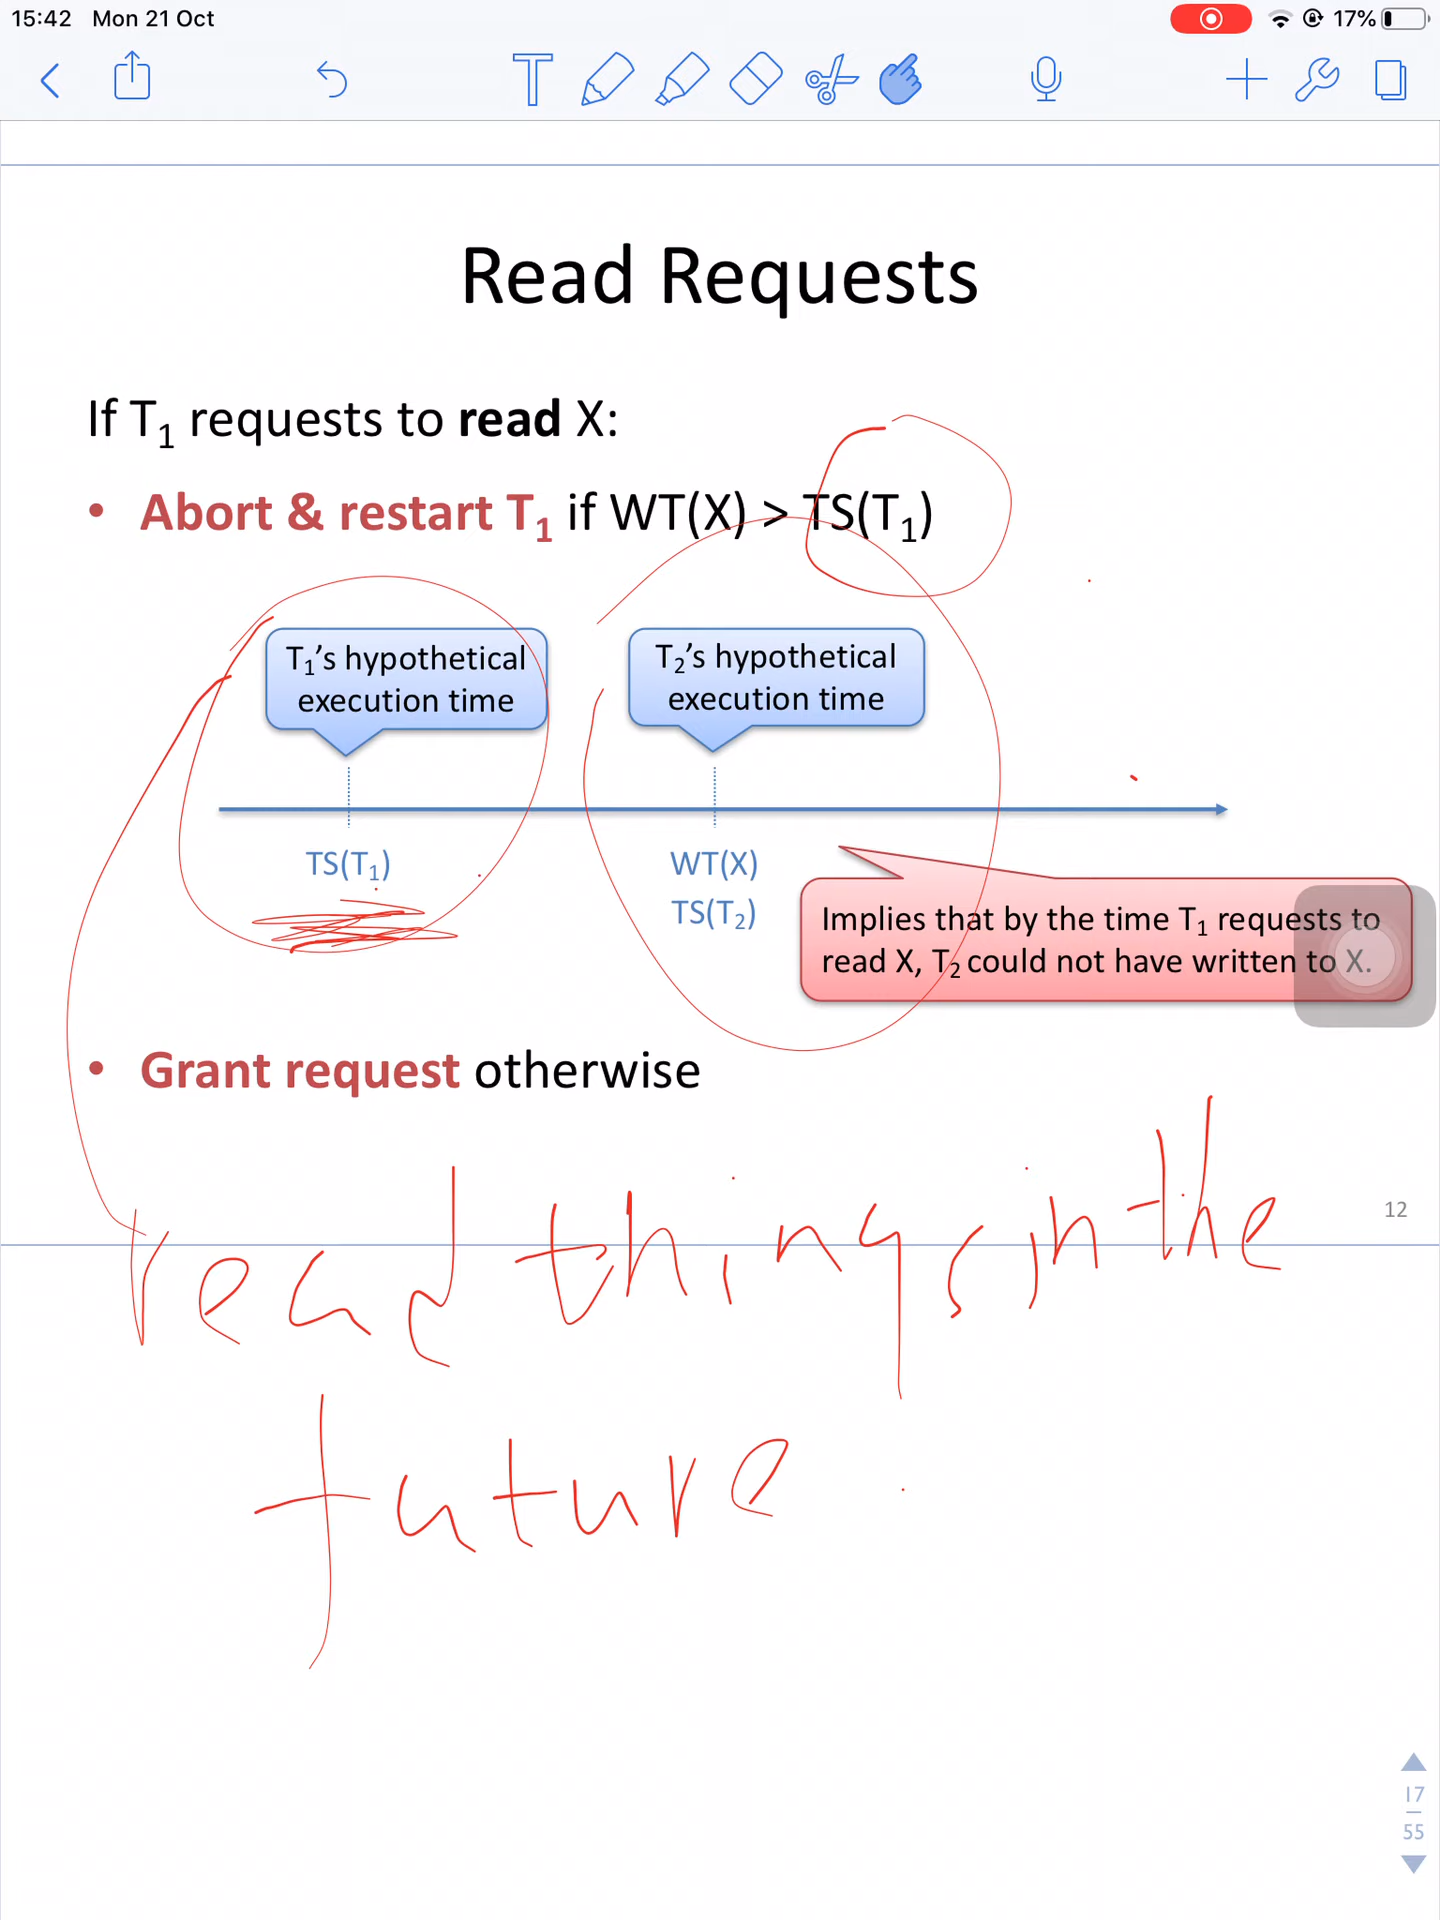 15:42 Mon 21 Oct 17%
Read Requests
If T₁ requests to read X:
• Abort & restart T₁ if WT(X) > TS(T₁)
T₁’s hypothetical
execution time
T₂’s hypothetical
execution time
TS(T₁)
WT(X)
TS(T₂)
Implies that by the time T₁ requests to
read X, T₂ could not have written to X.
• Grant request otherwise
12
read things in the
future
17
55